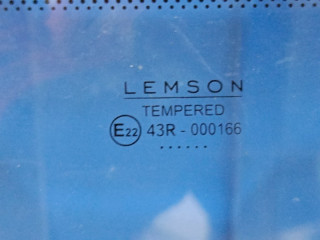 LEMSON
TEMPERED
E22 43R - 000166
......